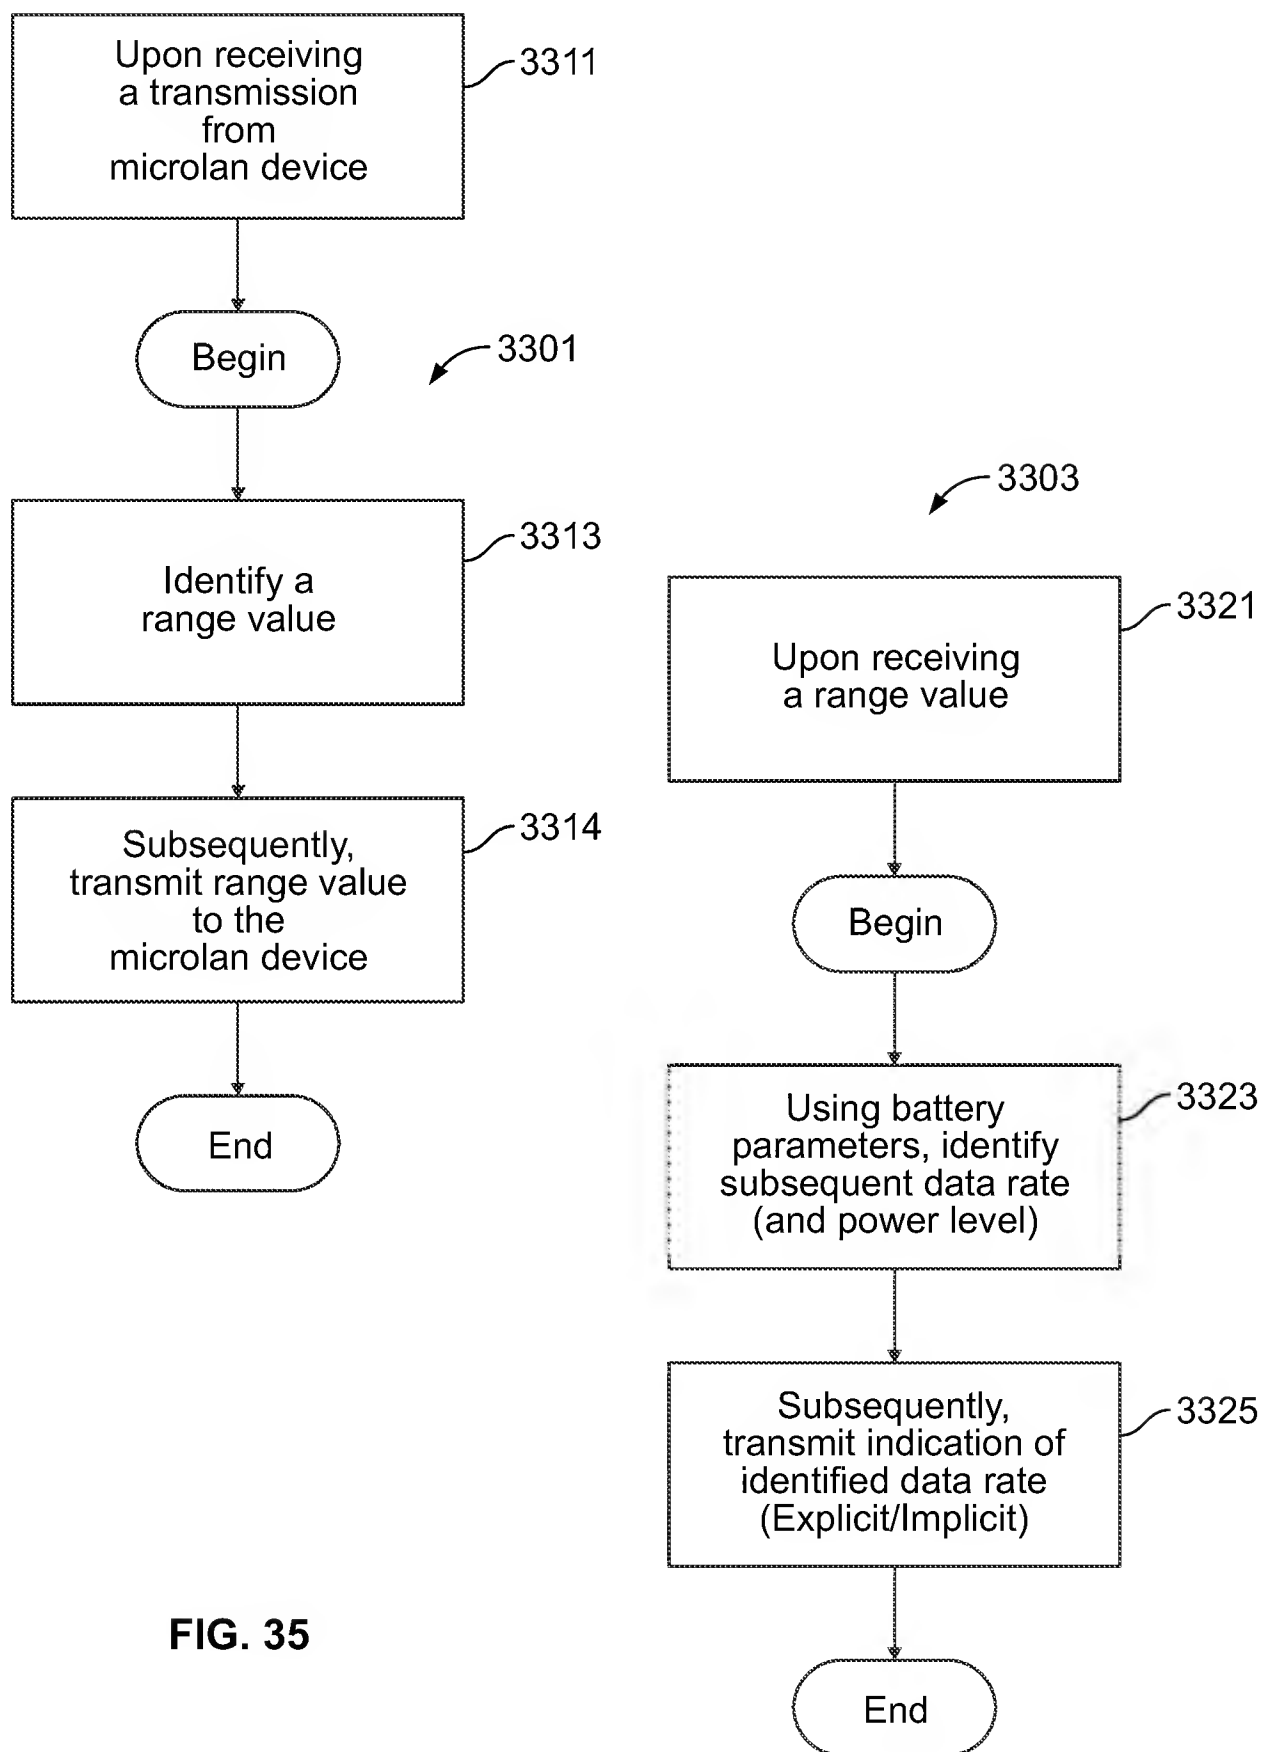 Upon receiving
a transmission
from
microlan device
3311
Begin
3301
Identify a
range value
3313
Subsequently,
transmit range value
to the
microlan device
3314
End
3303
Upon receiving
a range value
3321
Begin
Using battery
parameters, identify
subsequent data rate
(and power level)
3323
Subsequently,
transmit indication of
identified data rate
(Explicit/Implicit)
3325
End
FIG. 35